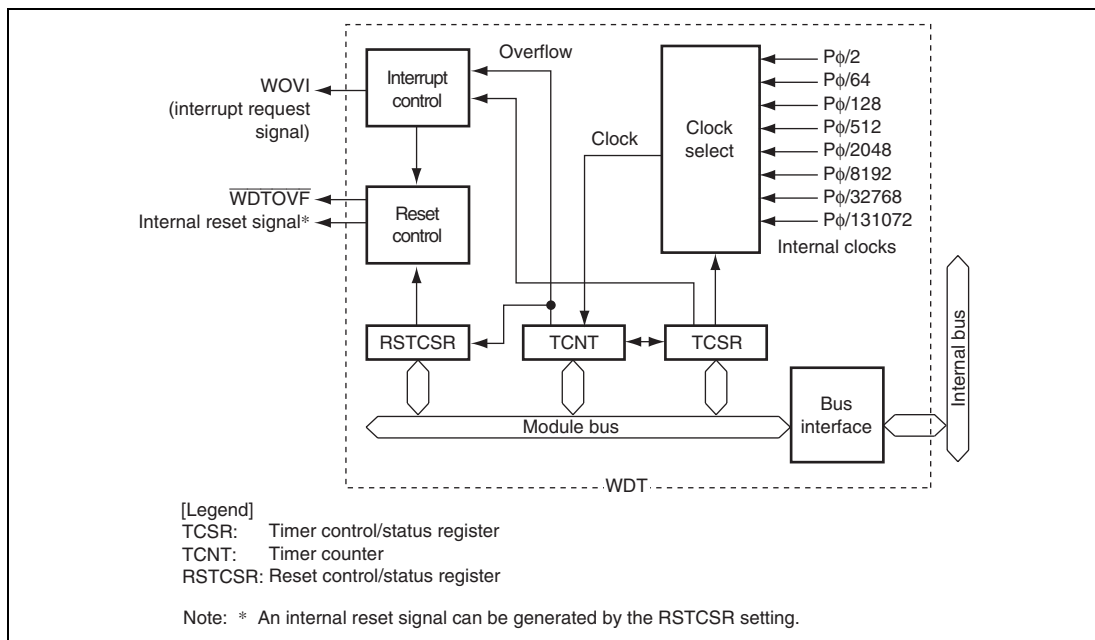 Overflow
Interrupt
control
WOVI
(interrupt request
signal)
Clock
Clock
select
Pϕ/2
Pϕ/64
Pϕ/128
Pϕ/512
Pϕ/2048
Pϕ/8192
Pϕ/32768
Pϕ/131072
Internal clocks
WDTOVF
Internal reset signal*
Reset
control
RSTCSR
TCNT
TCSR
Module bus
Bus
interface
Internal bus
WDT
[Legend]
TCSR: Timer control/status register
TCNT: Timer counter
RSTCSR: Reset control/status register
Note: * An internal reset signal can be generated by the RSTCSR setting.